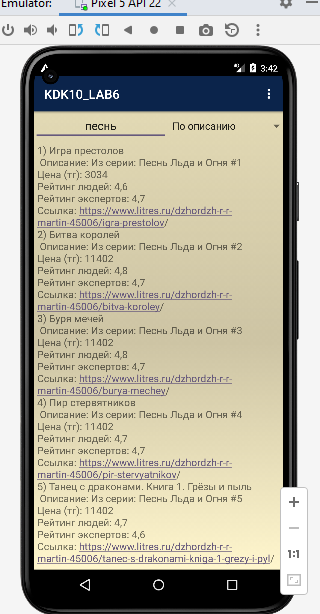 Emulator:
Pixel 5 API 22
3:42
KDK10_LAB6
песнь
По описанию
1) Игра престолов
Описание: Из серии: Песнь Льда и Огня #1
Цена (тг): 3034
Рейтинг людей: 4,6
Рейтинг экспертов: 4,7
Ссылка: https://www.litres.ru/dzhordzh-r-r-
martin-45006/igra-prestolov/
2) Битва королей
Описание: Из серии: Песнь Льда и Огня #2
Цена (тг): 11402
Рейтинг людей: 4,8
Рейтинг экспертов: 4,7
Ссылка: https://www.litres.ru/dzhordzh-r-r-
martin-45006/bitva-koroley/
3) Буря мечей
Описание: Из серии: Песнь Льда и Огня #3
Цена (тг): 11402
Рейтинг людей: 4,8
Рейтинг экспертов: 4,7
Ссылка: https://www.litres.ru/dzhordzh-r-r-
martin-45006/burya-mechey/
4) Пир стервятников
Описание: Из серии: Песнь Льда и Огня #4
Цена (тг): 11402
Рейтинг людей: 4,7
Рейтинг экспертов: 4,7
Ссылка: https://www.litres.ru/dzhordzh-r-r-
martin-45006/pir-stervyatnikov/
5) Танец с драконами. Книга 1. Грёзы и пыль
Описание: Из серии: Песнь Льда и Огня #5
Цена (тг): 11402
Рейтинг людей: 4,7
Рейтинг экспертов: 4,6
Ссылка: https://www.litres.ru/dzhordzh-r-r-
martin-45006/tanec-s-drakonami-kniga-1-grezy-i-pyl/
1:1